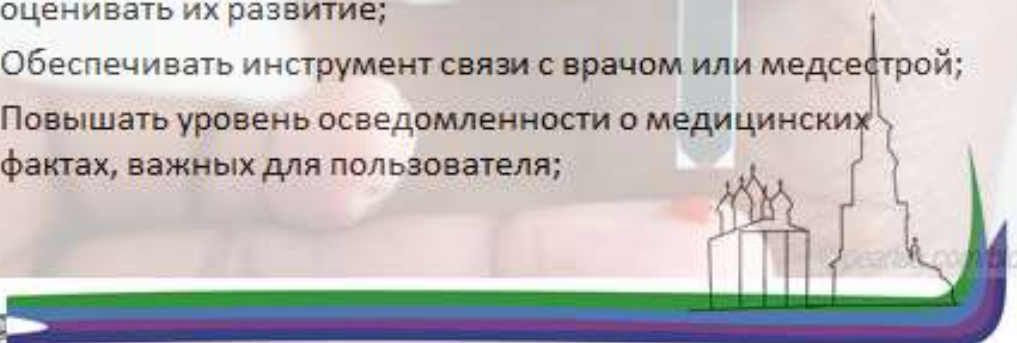 оценивать их развитие;
Обеспечивать инструмент связи с врачом или медсестрой;
Повышать уровень осведомленности о медицинских
фактах, важных для пользователя;